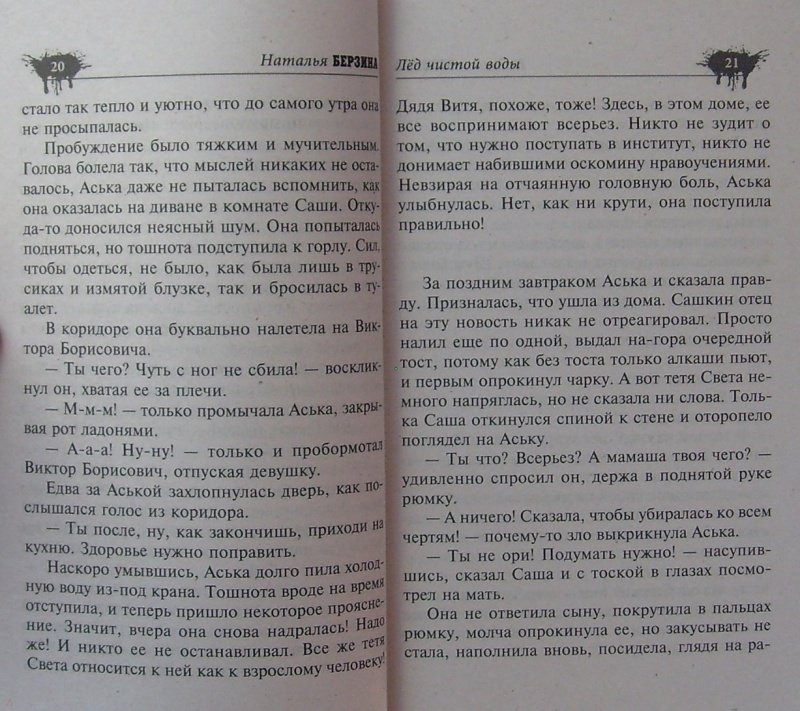 20
Наталья БЕРЗИНА
стало так тепло и уютно, что до самого утра она
не просыпалась.
Пробуждение было тяжким и мучительным.
Голова болела так, что мыслей никаких не оста-
валось, Аська даже не пыталась вспомнить, как
она оказалась на диване в комнате Саши. Отку-
да-то доносился неясный шум. Она попыталась
подняться, но тошнота подступила к горлу. Сил,
чтобы одеться, не было, как была лишь в тру-
сиках и измятой блузке, так и бросилась в ту-
алет.
В коридоре она буквально налетела на Вик-
тора Борисовича.
— Ты чего? Чуть с ног не сбила! — восклик-
нул он, хватая ее за плечи.
— М-м-м! — только промычала Аська, закры-
вая рот ладонями.
— А-а-а! Ну-ну! — только и пробормотал
Виктор Борисович, отпуская девушку.
Едва за Аськой захлопнулась дверь, как по-
слышался голос из коридора.
— Ты после, ну, как закончишь, приходи на
кухню. Здоровье нужно поправить.
Наскоро умывшись, Аська долго пила холод-
ную воду из-под крана. Тошнота вроде на время
отступила, и теперь пришло некоторое проясне-
ние. Значит, вчера она снова надралась! Надо
же! И никто ее не останавливал. Все же тетя
Света относится к ней как к взрослому человеку!
Лёд чистой воды
21
Дядя Витя, похоже, тоже! Здесь, в этом доме, ее
все воспринимают всерьез. Никто не зудит о
том, что нужно поступать в институт, никто не
донимает набившими оскомину нравоучениями.
Невзирая на отчаянную головную боль, Аська
улыбнулась. Нет, как ни крути, она поступила
правильно!
За поздним завтраком Аська и сказала прав-
ду. Призналась, что ушла из дома. Сашкин отец
на эту новость никак не отреагировал. Просто
налил еще по одной, выдал на-гора очередной
тост, потому как без тоста только алкаши пьют,
и первым опрокинул чарку. А вот тетя Света не-
много напряглась, но не сказала ни слова. Толь-
ка Саша откинулся спиной к стене и оторопело
поглядел на Аську.
— Ты что? Всерьез? А мамаша твоя чего? —
удивленно спросил он, держа в поднятой руке
рюмку.
— А ничего! Сказала, чтобы убиралась ко всем
чертям! — почему-то зло выкрикнула Аська.
— Ты не ори! Подумать нужно! — насупив-
шись, сказал Саша и с тоской в глазах посмо-
трел на мать.
Она не ответила сыну, покрутила в пальцах
рюмку, молча опрокинула ее, но закусывать не
стала, наполнила вновь, посидела, глядя на ра-